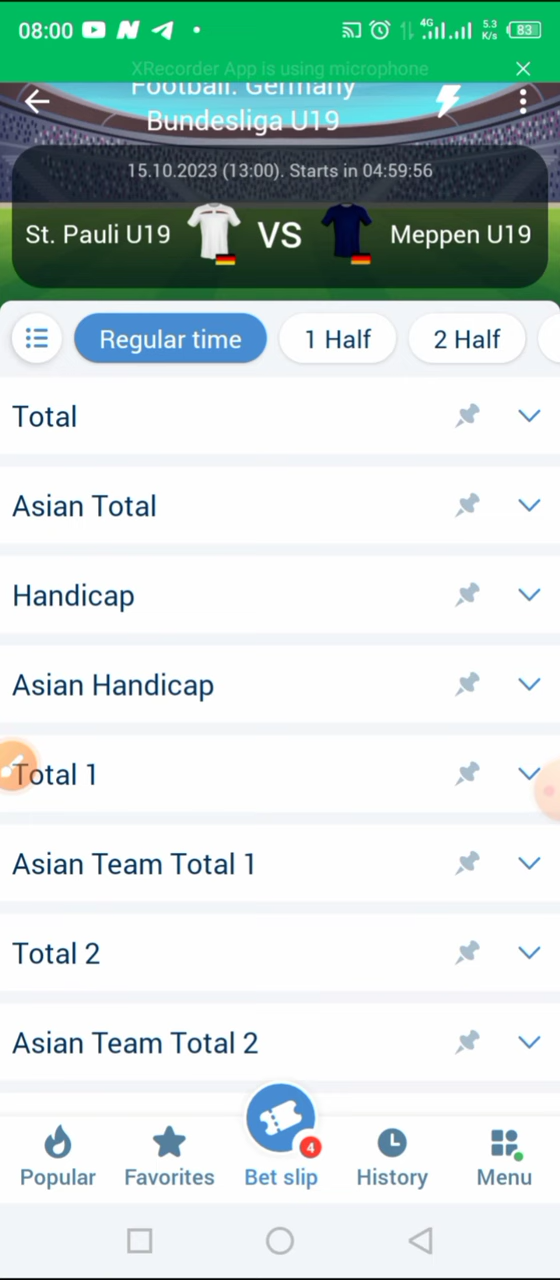 08:00
4G
5.3 K/s
83
XRecorder App is using microphone
Football. Germany
Bundesliga U19
15.10.2023 (13:00). Starts in 04:59:56
St. Pauli U19 VS Meppen U19
Regular time
1 Half
2 Half
Total
Asian Total
Handicap
Asian Handicap
Total 1
Asian Team Total 1
Total 2
Asian Team Total 2
4
Popular
Favorites
Bet slip
History
Menu